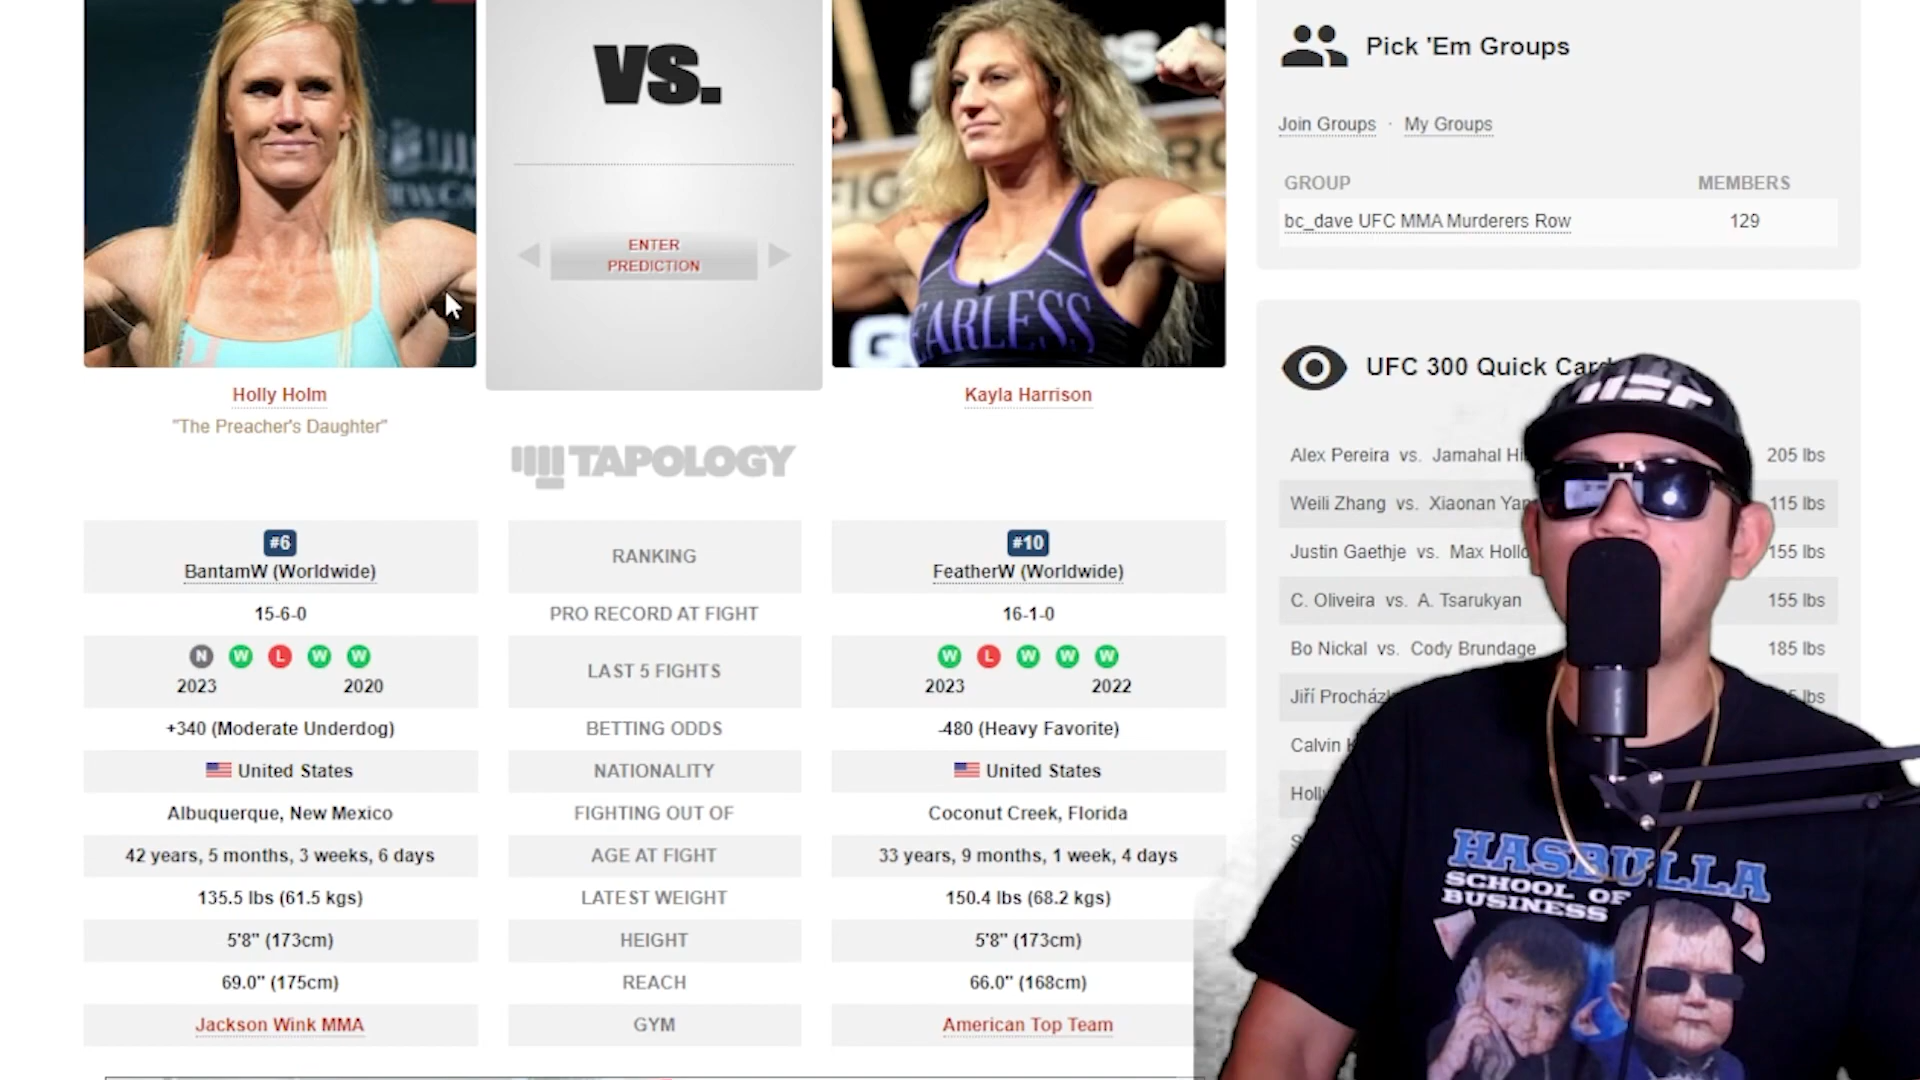 VS.
ENTER
PREDICTION
EARLESS
Holly Holm
"The Preacher's Daughter"
Kayla Harrison
TAPOLOGY
#6
BantamW (Worldwide)
RANKING
#10
FeatherW (Worldwide)
15-6-0
PRO RECORD AT FIGHT
16-1-0
N W L W W
2023 2020
LAST 5 FIGHTS
W L W W W
2023 2022
+340 (Moderate Underdog)
BETTING ODDS
-480 (Heavy Favorite)
United States
NATIONALITY
United States
Albuquerque, New Mexico
FIGHTING OUT OF
Coconut Creek, Florida
42 years, 5 months, 3 weeks, 6 days
AGE AT FIGHT
33 years, 9 months, 1 week, 4 days
135.5 lbs (61.5 kgs)
LATEST WEIGHT
150.4 lbs (68.2 kgs)
5'8" (173cm)
HEIGHT
5'8" (173cm)
69.0" (175cm)
REACH
66.0" (168cm)
Jackson Wink MMA
GYM
American Top Team
Pick 'Em Groups
Join Groups · My Groups
GROUP MEMBERS
bc_dave UFC MMA Murderers Row 129
UFC 300 Quick Card
Alex Pereira vs. Jamahal Hi 205 lbs
Weili Zhang vs. Xiaonan Yan 115 lbs
Justin Gaethje vs. Max Hollo 155 lbs
C. Oliveira vs. A. Tsarukyan 155 lbs
Bo Nickal vs. Cody Brundage 185 lbs
Jiří Procház lbs
Calvin
Holly
HASBULLA
SCHOOL OF
BUSINESS